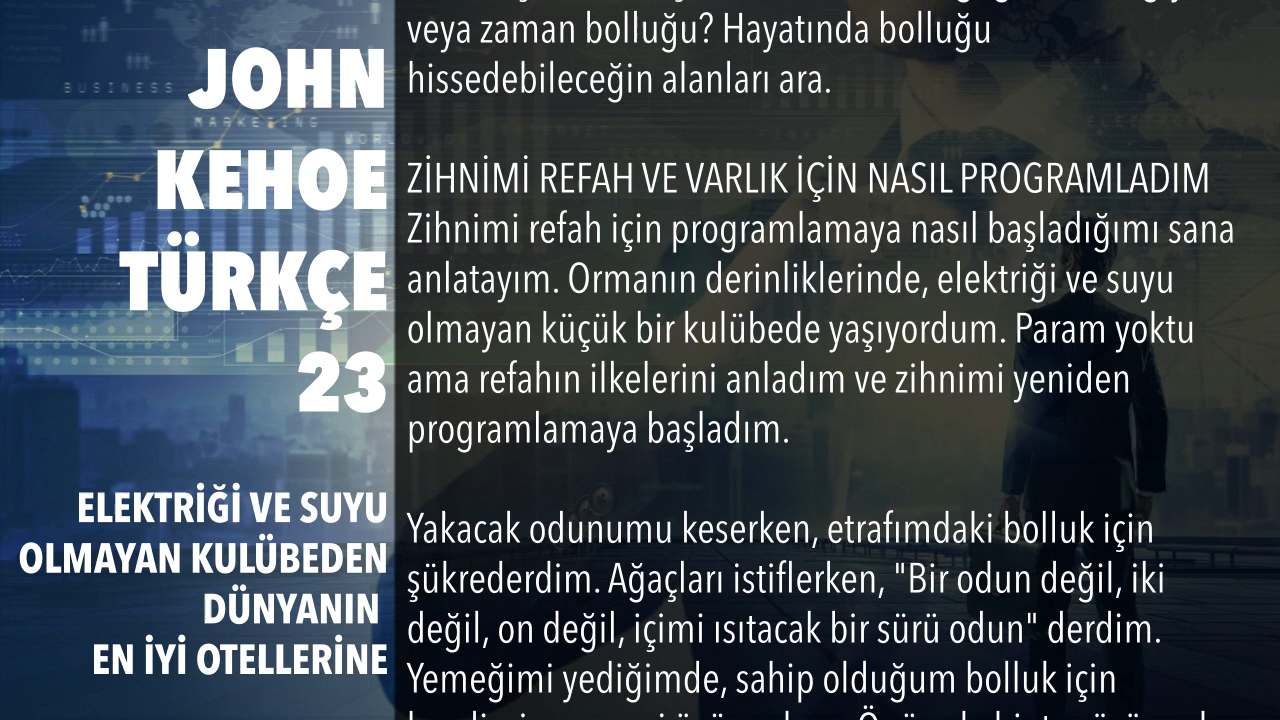 JOHN
KEHOE
TÜRKÇE
23
ELEKTRİĞİ VE SUYU
OLMAYAN KULÜBEDEN
DÜNYANIN
EN İYİ OTELLERİNE
BUSINESS
MARKETING
veya zaman bolluğu? Hayatında bolluğu
hissedebileceğin alanları ara.
ZİHNİMİ REFAH VE VARLIK İÇİN NASIL PROGRAMLADIM
Zihnimi refah için programlamaya nasıl başladığımı sana
anlatayım. Ormanın derinliklerinde, elektriği ve suyu
olmayan küçük bir kulübede yaşıyordum. Param yoktu
ama refahın ilkelerini anladım ve zihnimi yeniden
programlamaya başladım.
Yakacak odunumu keserken, etrafımdaki bolluk için
şükrederdim. Ağaçları istiflerken, "Bir odun değil, iki
değil, on değil, içimi ısıtacak bir sürü odun" derdim.
Yemeğimi yediğimde, sahip olduğum bolluk için